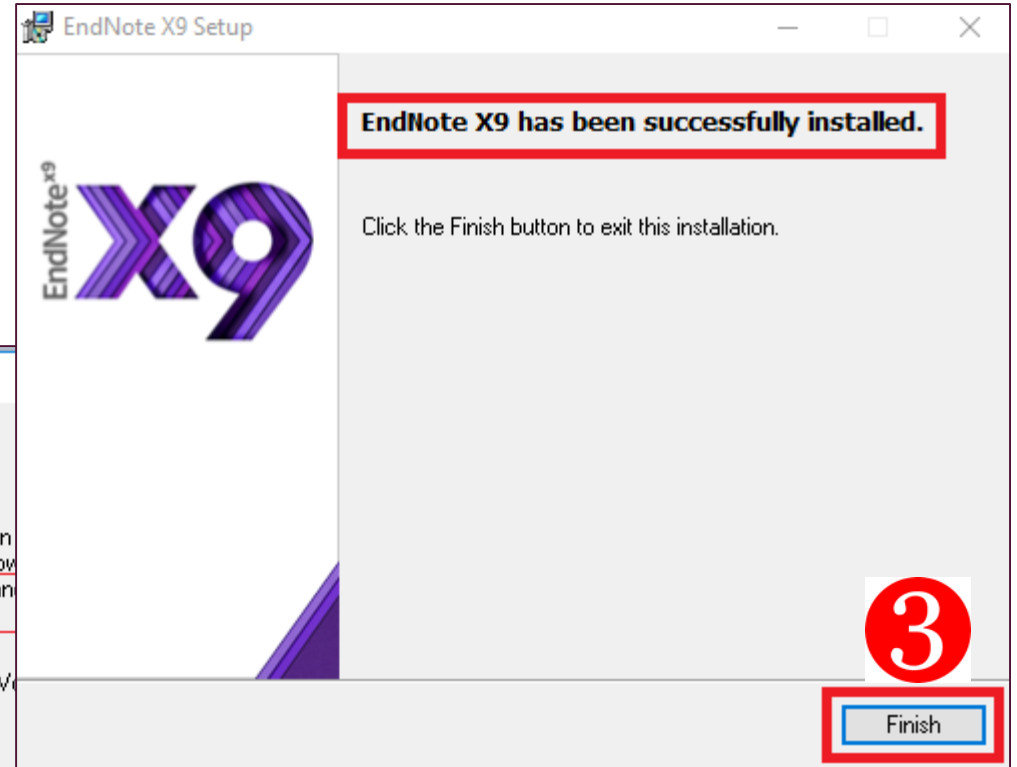 EndNote X9 Setup
EndNote X9 has been successfully installed.
EndNote x9
X9
Click the Finish button to exit this installation.
3
Finish